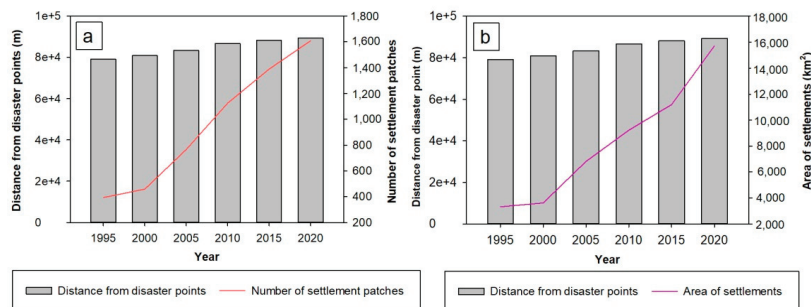 a
Distance from disaster points (m)
1e+5
8e+4
6e+4
4e+4
2e+4
0
1,800
1,600
1,400
1,200
1,000
800
600
400
200
Number of settlement patches
1995 2000 2005 2010 2015 2020
Year
Distance from disaster points Number of settlement patches
b
Distance from disaster point (m)
1e+5
8e+4
6e+4
4e+4
2e+4
0
18,000
16,000
14,000
12,000
10,000
8,000
6,000
4,000
2,000
Area of settlements (km²)
1995 2000 2005 2010 2015 2020
Year
Distance from disaster points Area of settlements